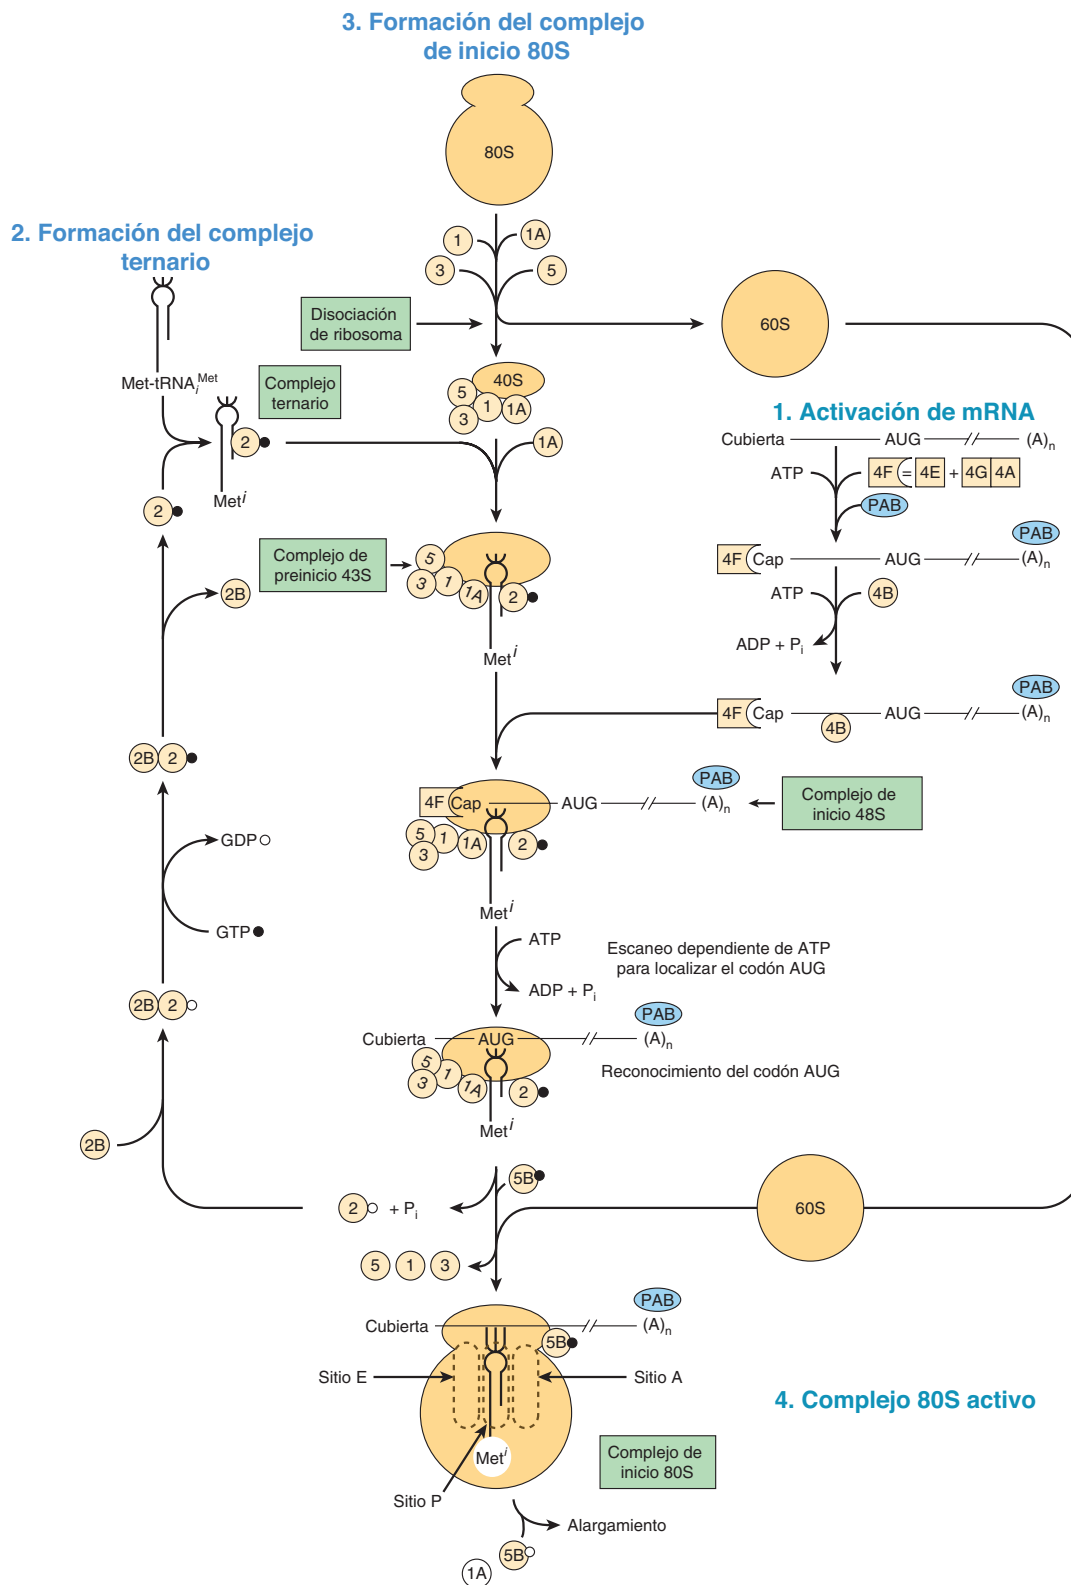 3. Formación del complejo
de inicio 80S
80S
2. Formación del complejo
ternario
1
1A
3
5
Disociación
de ribosoma
60S
Met-tRNAiMet
Complejo
ternario
40S
5
1
1A
3
1. Activación de mRNA
Cubierta AUG // (A)n
2
1A
ATP
4F = 4E + 4G 4A
Meti
PAB
2
PAB
Complejo de
preinicio 43S
5
3
1
1A
2
4F Cap AUG // (A)n
2B
ATP
4B
ADP + Pi
Meti
PAB
4F Cap AUG // (A)n
4B
2B 2
PAB
4F Cap AUG // (A)n
Complejo de
inicio 48S
5
1
1A
2
3
GDP
Meti
GTP
ATP
Escaneo dependiente de ATP
para localizar el codón AUG
ADP + Pi
2B 2
PAB
Cubierta AUG // (A)n
5
1
3
1A
2
Reconocimiento del codón AUG
Meti
2B
5B
2 + Pi
60S
5 1 3
PAB
Cubierta // (A)n
5B
Sitio E
Sitio A
4. Complejo 80S activo
Meti
Complejo de
inicio 80S
Sitio P
Alargamiento
5B
1A